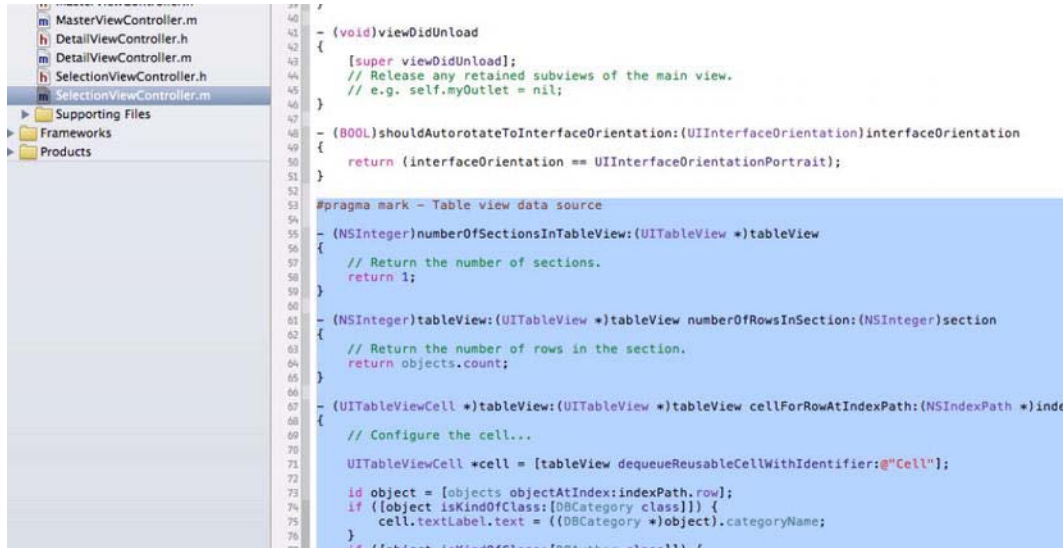 MasterViewController.m
DetailViewController.h
DetailViewController.m
SelectionViewController.h
SelectionViewController.m
Supporting Files
Frameworks
Products
40
41 - (void)viewDidUnload
42 {
43 [super viewDidUnload];
44 // Release any retained subviews of the main view.
45 // e.g. self.myOutlet = nil;
46 }
47
48 - (BOOL)shouldAutorotateToInterfaceOrientation:(UIInterfaceOrientation)interfaceOrientation
49 {
50 return (interfaceOrientation == UIInterfaceOrientationPortrait);
51 }
52
53 #pragma mark - Table view data source
54
55 - (NSInteger)numberOfSectionsInTableView:(UITableView *)tableView
56 {
57 // Return the number of sections.
58 return 1;
59 }
60
61 - (NSInteger)tableView:(UITableView *)tableView numberOfRowsInSection:(NSInteger)section
62 {
63 // Return the number of rows in the section.
64 return objects.count;
65 }
66
67 - (UITableViewCell *)tableView:(UITableView *)tableView cellForRowAtIndexPath:(NSIndexPath *)inde
68 {
69 // Configure the cell...
70
71 UITableViewCell *cell = [tableView dequeueReusableCellWithIdentifier:@"Cell"];
72
73 id object = [objects objectAtIndex:indexPath.row];
74 if ([object isKindOfClass:[DBCategory class]]) {
75 cell.textLabel.text = ((DBCategory *)object).categoryName;
76 }